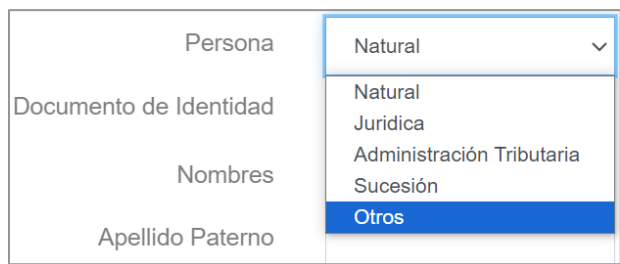 Persona
Natural
Natural
Documento de Identidad
Juridica
Administración Tributaria
Nombres
Sucesión
Otros
Apellido Paterno